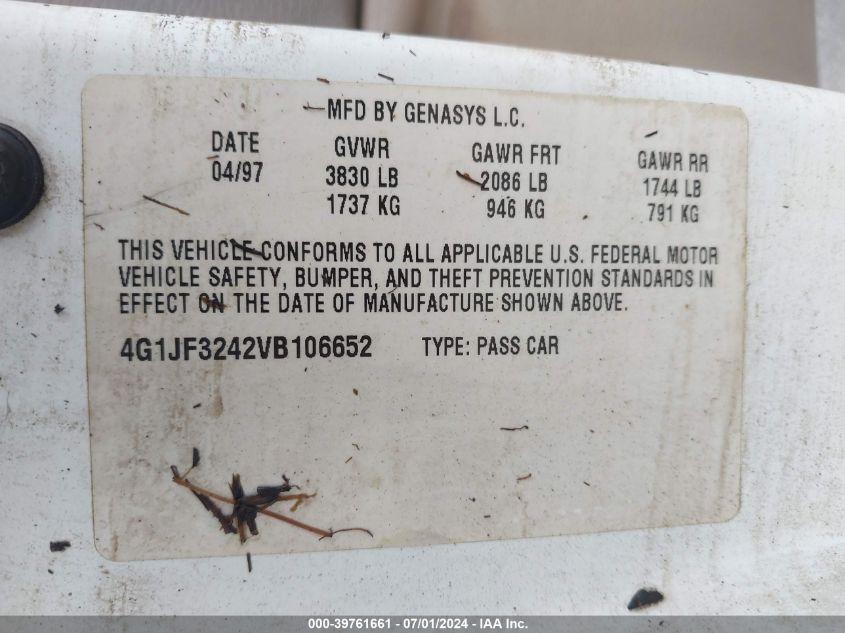 MFD BY GENASYS L.C.
DATE GVWR GAWR FRT GAWR RR
04/97 3830 LB 2086 LB 1744 LB
1737 KG 946 KG 791 KG
THIS VEHICLE CONFORMS TO ALL APPLICABLE U.S. FEDERAL MOTOR
VEHICLE SAFETY, BUMPER, AND THEFT PREVENTION STANDARDS IN
EFFECT ON THE DATE OF MANUFACTURE SHOWN ABOVE.
4G1JF3242VB106652 TYPE: PASS CAR
000-39761661 - 07/01/2024 - IAA Inc.